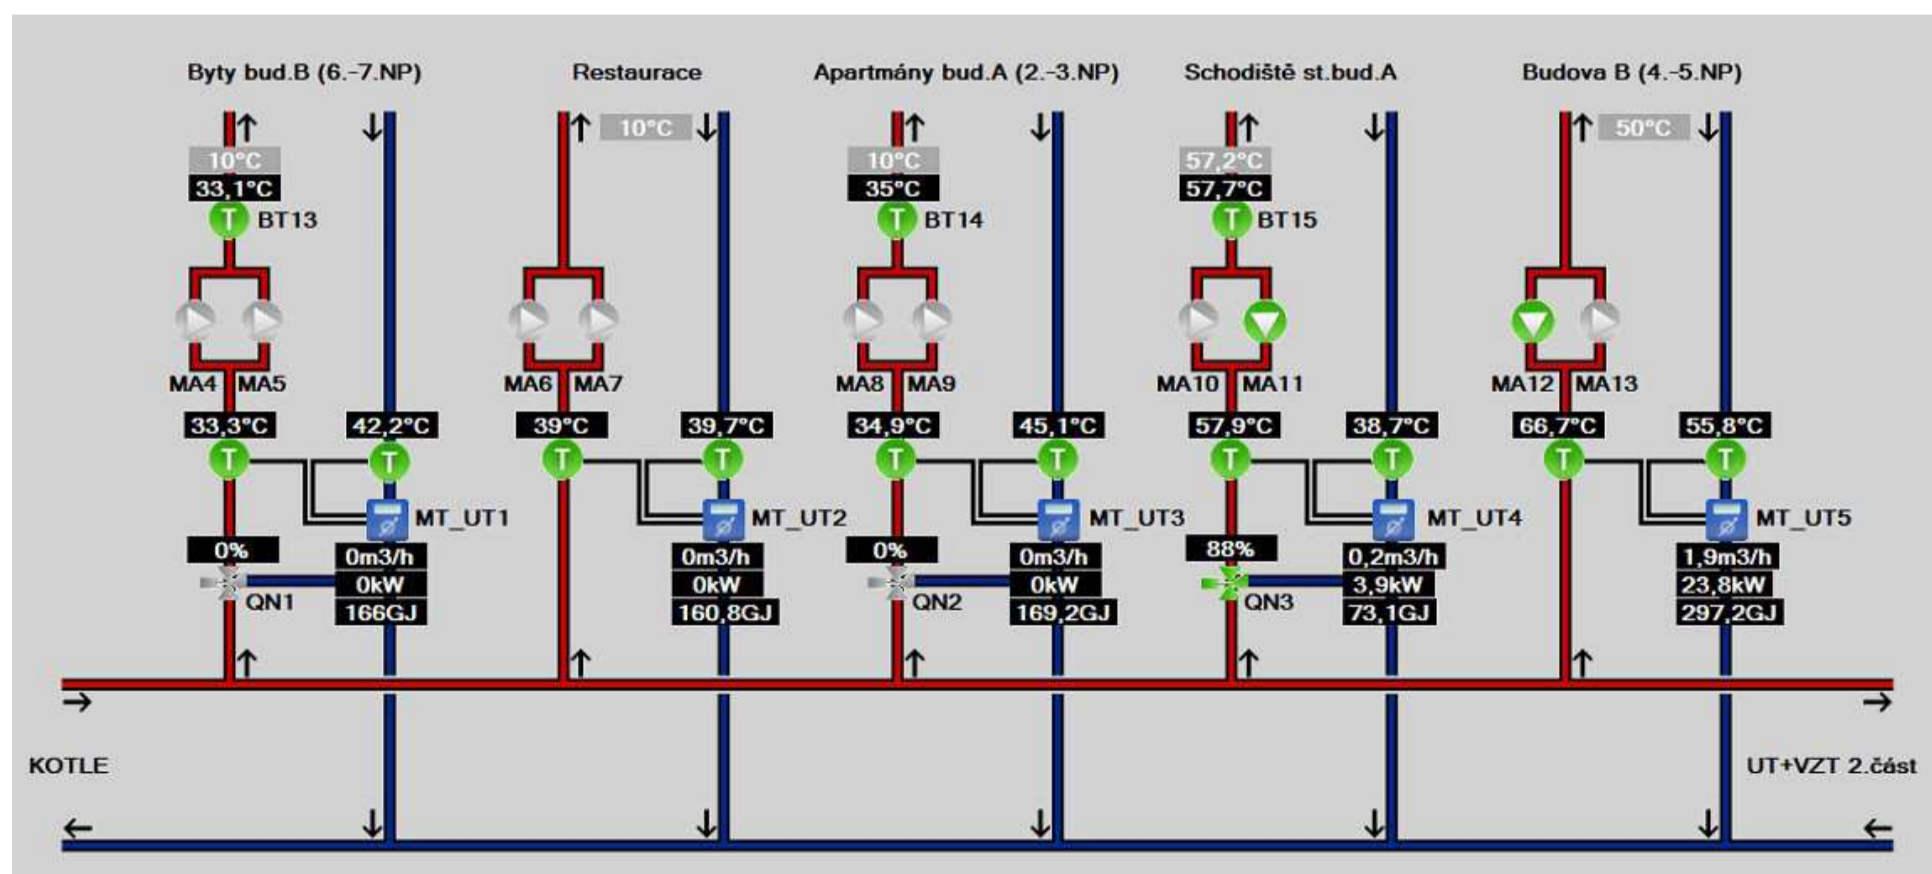 Byty bud.B (6.-7.NP)
Restaurace
Apartmány bud.A (2.-3.NP)
Schodiště st.bud.A
Budova B (4.-5.NP)
10°C
50°C
10°C
10°C
57,2°C
33,1°C
35°C
57,7°C
T BT13
T BT14
T BT15
MA4 MA5
MA6 MA7
MA8 MA9
MA10 MA11
MA12 MA13
33,3°C
42,2°C
39°C
39,7°C
34,9°C
45,1°C
57,9°C
38,7°C
66,7°C
55,8°C
T
T
T
T
T
T
T
T
T
T
MT_UT1
MT_UT2
MT_UT3
MT_UT4
MT_UT5
0%
0m3/h
0m3/h
0%
0m3/h
88%
0,2m3/h
1,9m3/h
0kW
0kW
0kW
3,9kW
23,8kW
QN1
166GJ
160,8GJ
QN2
169,2GJ
QN3
73,1GJ
297,2GJ
KOTLE
UT+VZT 2.část